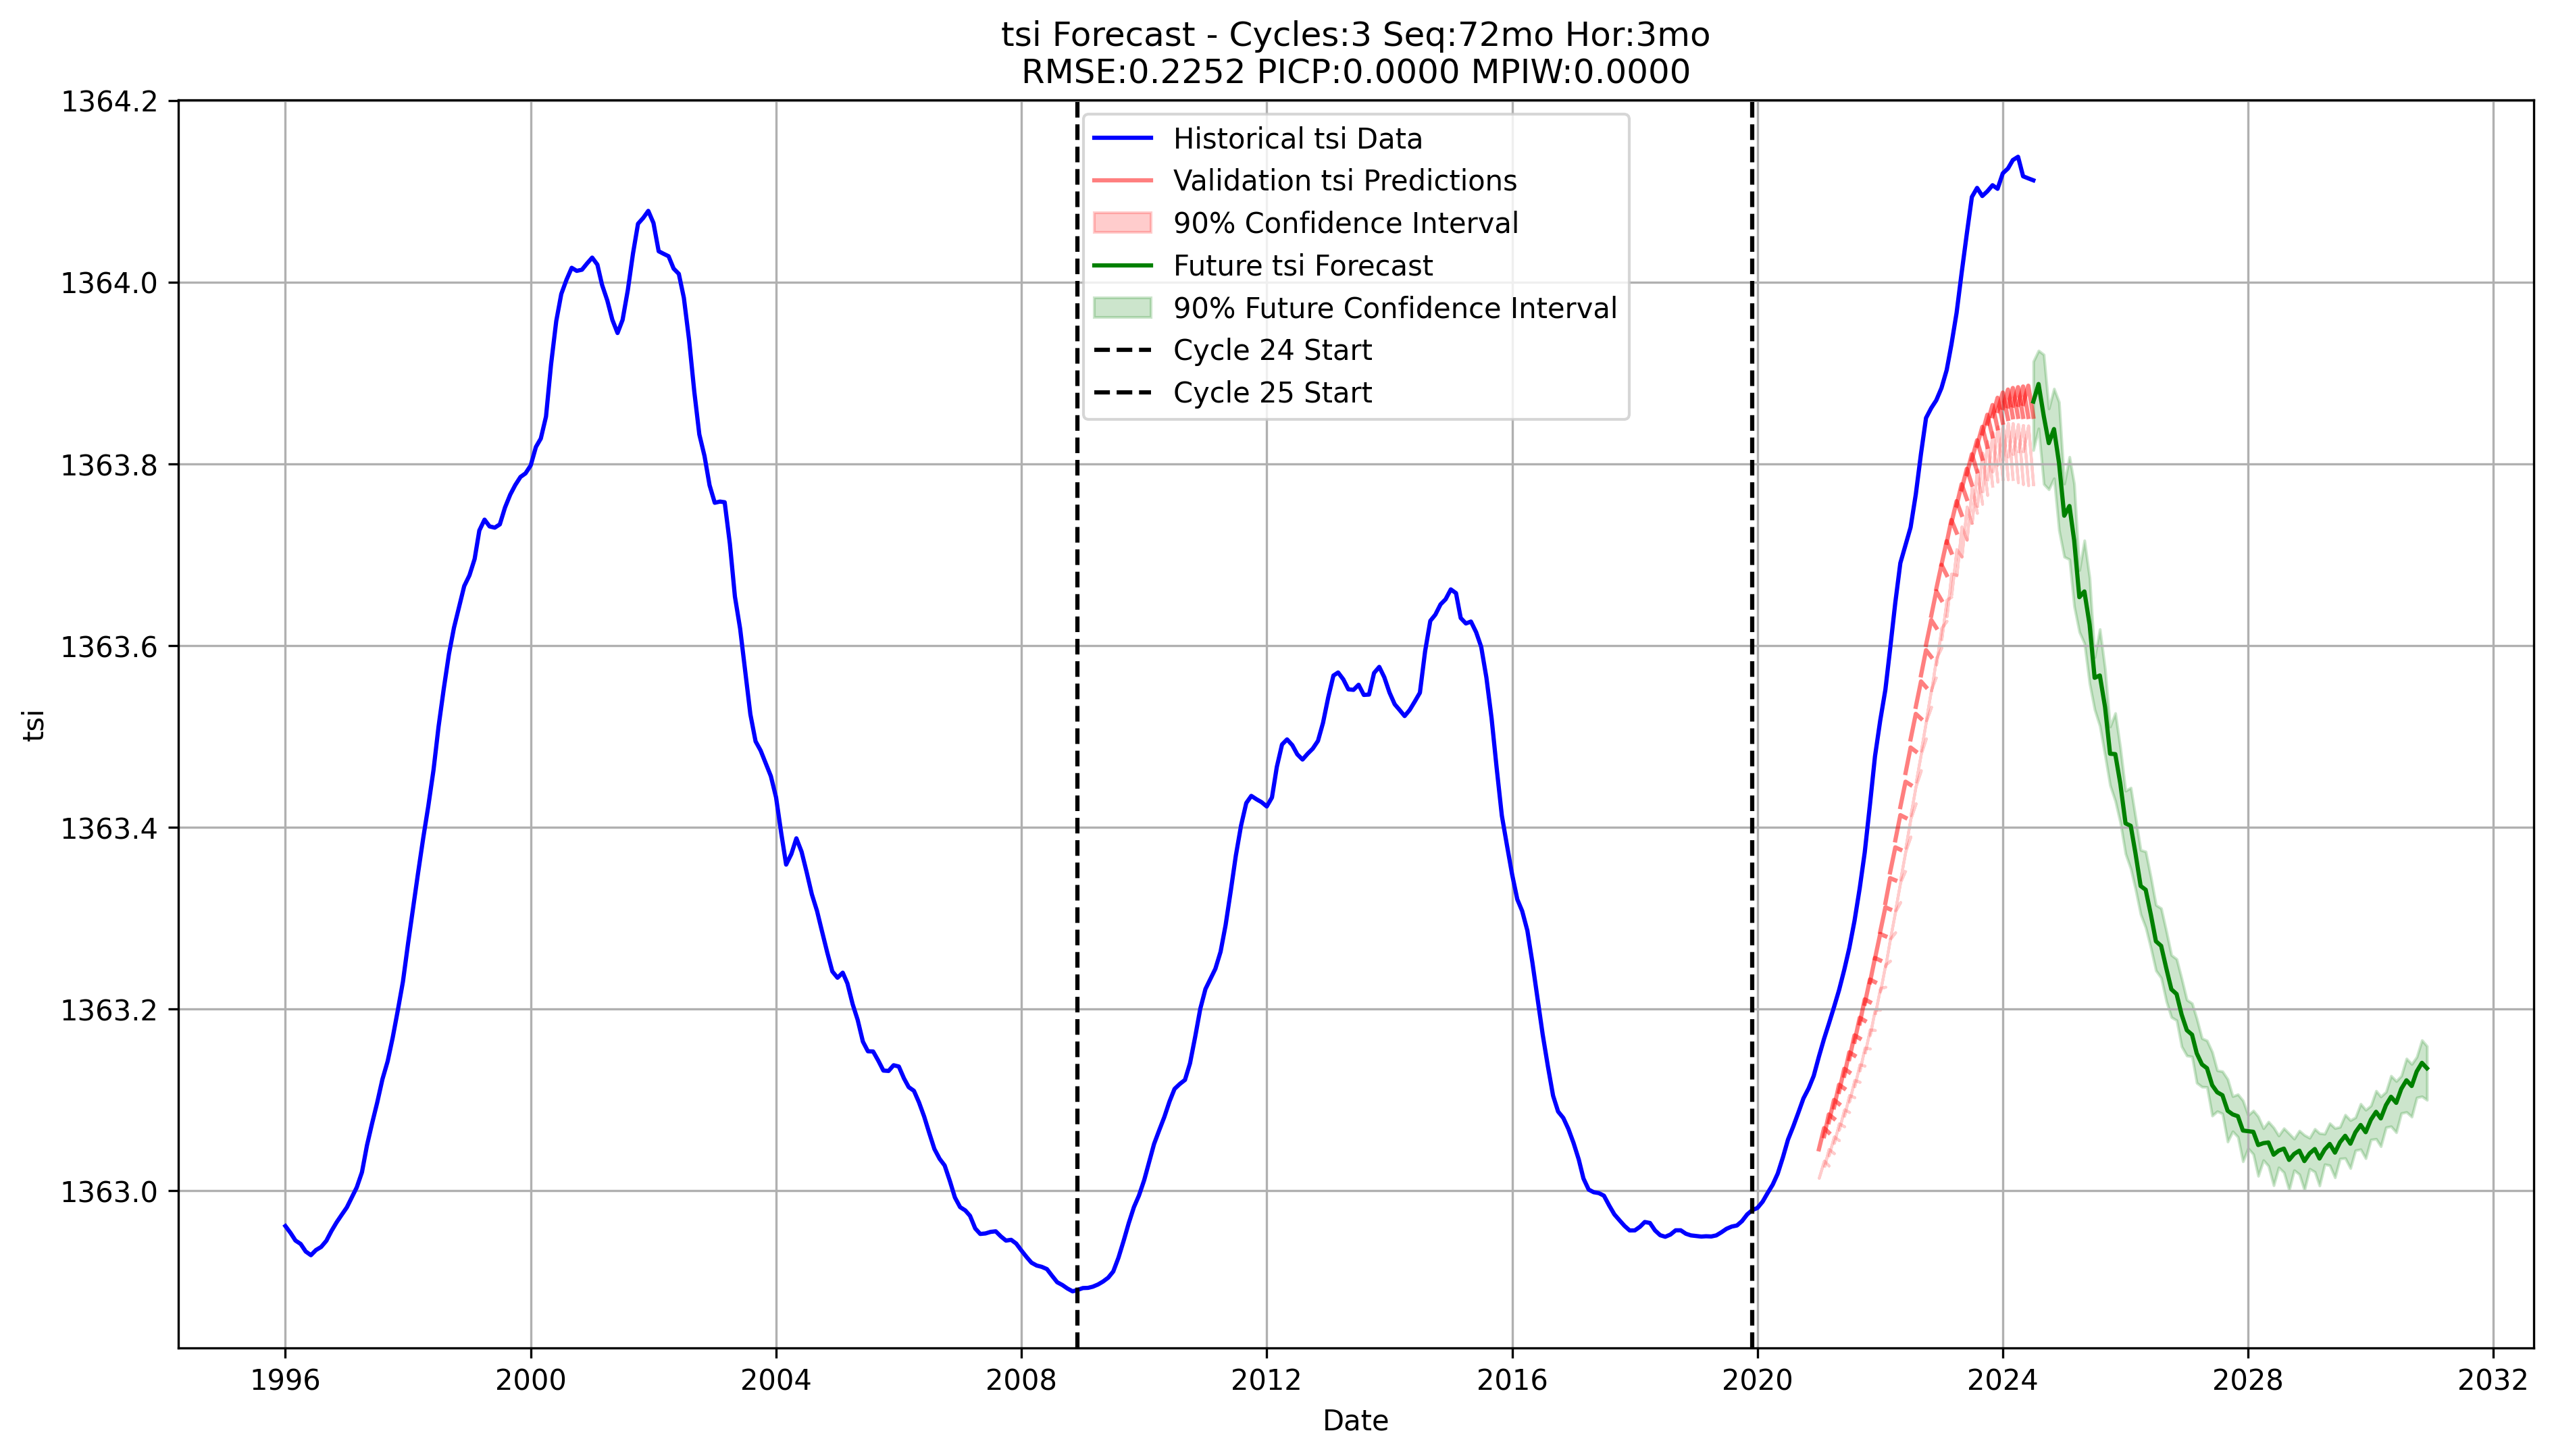 tsi Forecast - Cycles:3 Seq:72mo Hor:3mo
RMSE:0.2252 PICP:0.0000 MPIW:0.0000
1364.2
1364.0
1363.8
1363.6
1363.4
1363.2
1363.0
tsi
Historical tsi Data
Validation tsi Predictions
90% Confidence Interval
Future tsi Forecast
90% Future Confidence Interval
Cycle 24 Start
Cycle 25 Start
1996 2000 2004 2008 2012 2016 2020 2024 2028 2032
Date